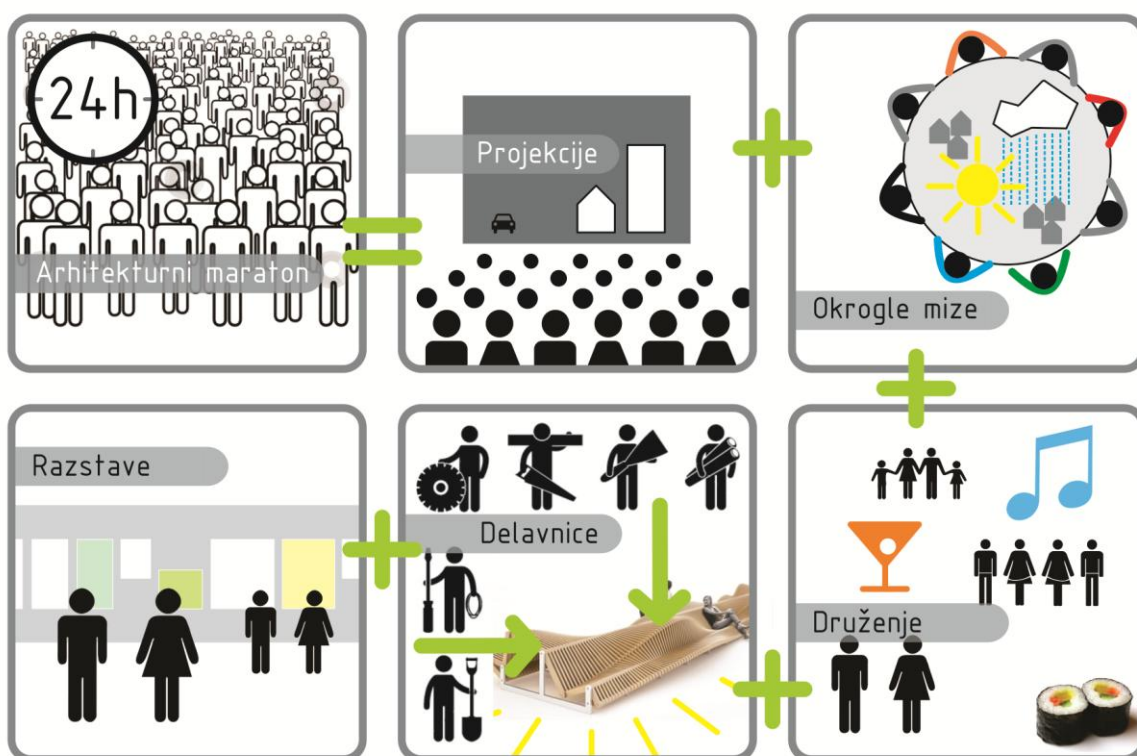 24h
Arhitekturni maraton
Projekcije
Okrogle mize
Razstave
Delavnice
Druženje